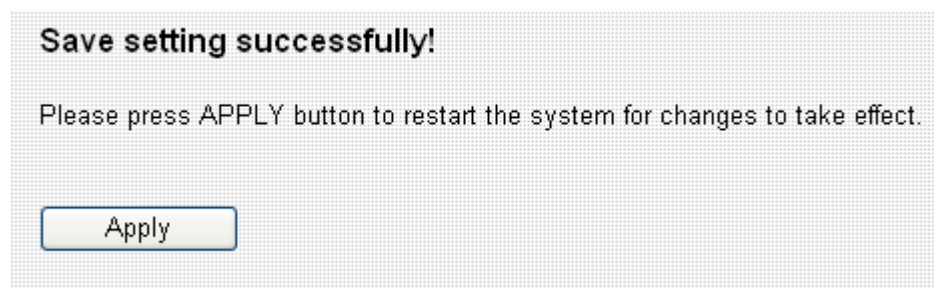 Save setting successfully!
Please press APPLY button to restart the system for changes to take effect.
Apply